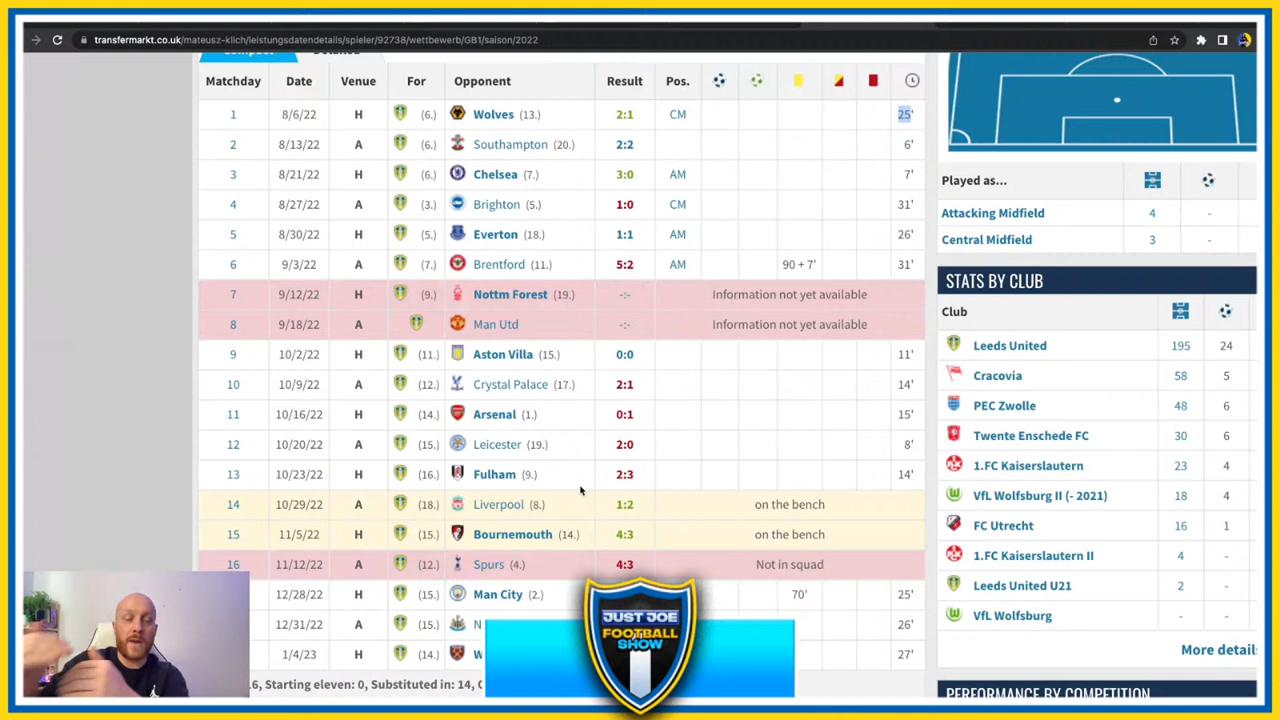 transfermarkt.co.uk/mateusz-klich/leistungsdatendetails/spieler/92738/wettbewerb/GB1/saison/2022
Matchday Date Venue For Opponent Result Pos.
1 8/6/22 H (6.) Wolves (13.) 2:1 CM 25'
2 8/13/22 A (6.) Southampton (20.) 2:2 6'
3 8/21/22 H (6.) Chelsea (7.) 3:0 AM 7'
4 8/27/22 A (3.) Brighton (5.) 1:0 CM 31'
5 8/30/22 H (5.) Everton (18.) 1:1 AM 26'
6 9/3/22 A (7.) Brentford (11.) 5:2 AM 90 + 7' 31'
7 9/12/22 H (9.) Nottm Forest (19.) -:- Information not yet available
8 9/18/22 A Man Utd -:- Information not yet available
9 10/2/22 H (11.) Aston Villa (15.) 0:0 11'
10 10/9/22 A (12.) Crystal Palace (17.) 2:1 14'
11 10/16/22 H (14.) Arsenal (1.) 0:1 15'
12 10/20/22 A (15.) Leicester (19.) 2:0 8'
13 10/23/22 H (16.) Fulham (9.) 2:3 14'
14 10/29/22 A (18.) Liverpool (8.) 1:2 on the bench
15 11/5/22 H (15.) Bournemouth (14.) 4:3 on the bench
16 11/12/22 A (12.) Spurs (4.) 4:3 Not in squad
12/28/22 H (15.) Man City (2.) 70' 25'
12/31/22 A (15.) N 26'
1/4/23 H (14.) W 27'
6, Starting eleven: 0, Substituted in: 14,
Played as...
Attacking Midfield 4 -
Central Midfield 3 -
STATS BY CLUB
Club
Leeds United 195 24
Cracovia 58 5
PEC Zwolle 48 6
Twente Enschede FC 30 6
1.FC Kaiserslautern 23 4
VfL Wolfsburg II (- 2021) 18 4
FC Utrecht 16 1
1.FC Kaiserslautern II 4 -
Leeds United U21 2 -
VfL Wolfsburg - -
More detail
PERFORMANCE BY COMPETITION
JUST JOE
FOOTBALL
SHOW